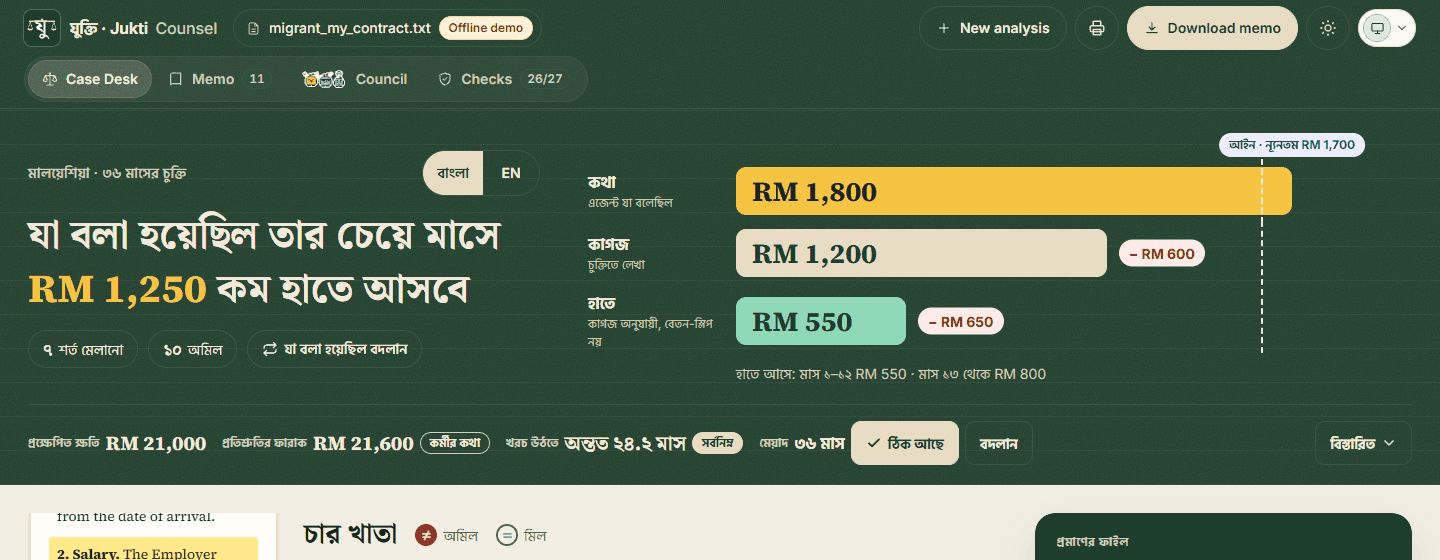 যু যুক্তি · Jukti Counsel
migrant_my_contract.txt Offline demo
New analysis
Download memo
Case Desk
Memo 11
Council
Checks 26/27
মালয়েশিয়া · ৩৬ মাসের চুক্তি
বাংলা EN
যা বলা হয়েছিল তার চেয়ে মাসে
RM 1,250 কম হাতে আসবে
৭ শর্ত মেলানো
১০ অমিল
যা বলা হয়েছিল বদলান
আইন · ন্যূনতম RM 1,700
কথা
এজেন্ট যা বলেছিল
RM 1,800
কাগজ
চুক্তিতে লেখা
RM 1,200
– RM 600
হাতে
কাগজ অনুযায়ী, বেতন-স্লিপ
নয়
RM 550
– RM 650
হাতে আসে: মাস ১–১২ RM 550 · মাস ১৩ থেকে RM 800
প্রক্ষেপিত ক্ষতি RM 21,000
প্রতিশ্রুতির ফারাক RM 21,600 কর্মীর কথা
খরচ উঠতে অন্তত ২৪.২ মাস সর্বনিম্ন
মেয়াদ ৩৬ মাস
ঠিক আছে
বদলান
বিস্তারিত
from the date of arrival.
2. Salary. The Employer
চার খাতা
≠ অমিল
= মিল
প্রমাণের ফাইল